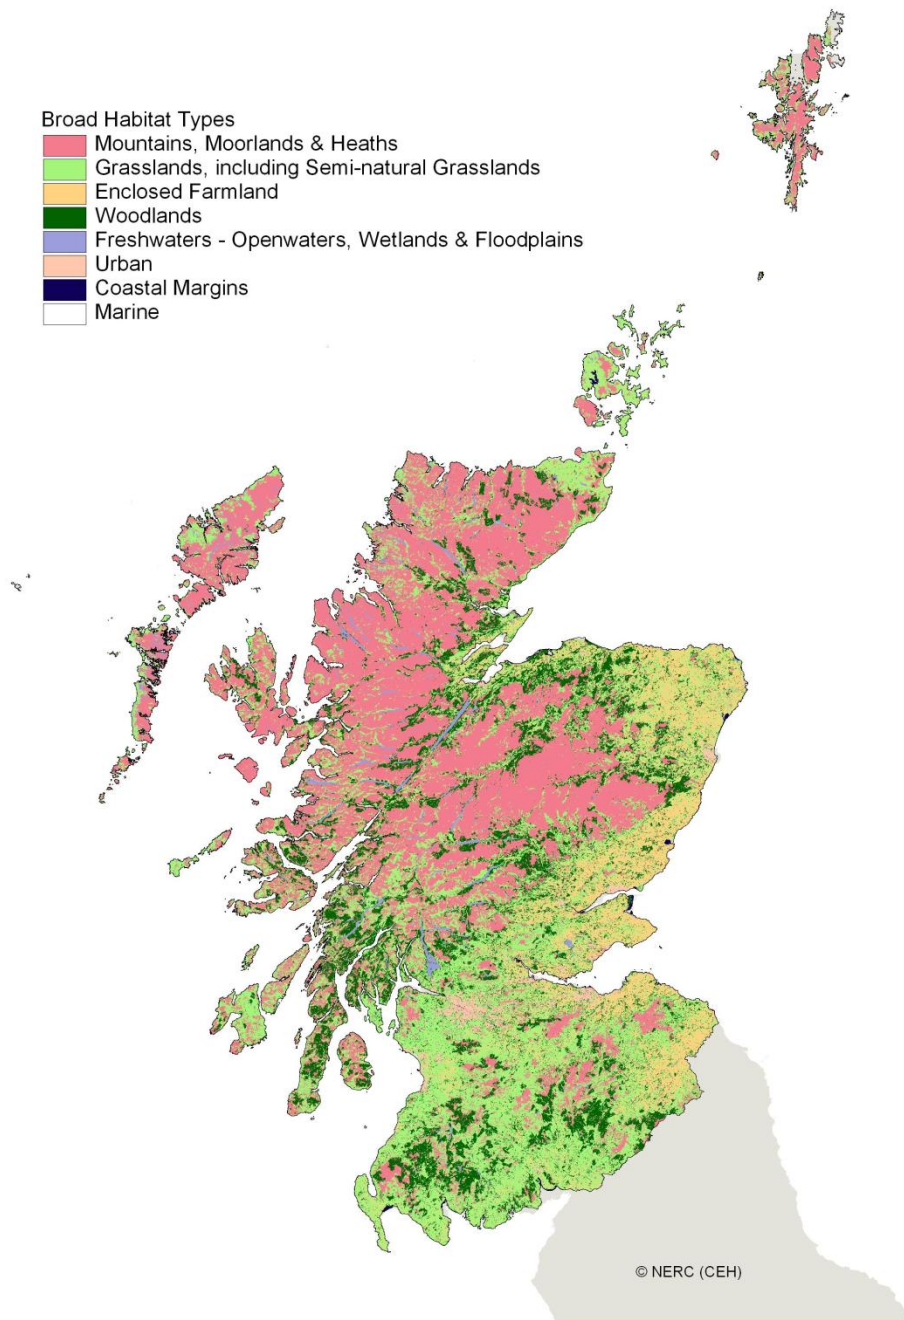 Broad Habitat Types
Mountains, Moorlands & Heaths
Grasslands, including Semi-natural Grasslands
Enclosed Farmland
Woodlands
Freshwaters - Openwaters, Wetlands & Floodplains
Urban
Coastal Margins
Marine
© NERC (CEH)